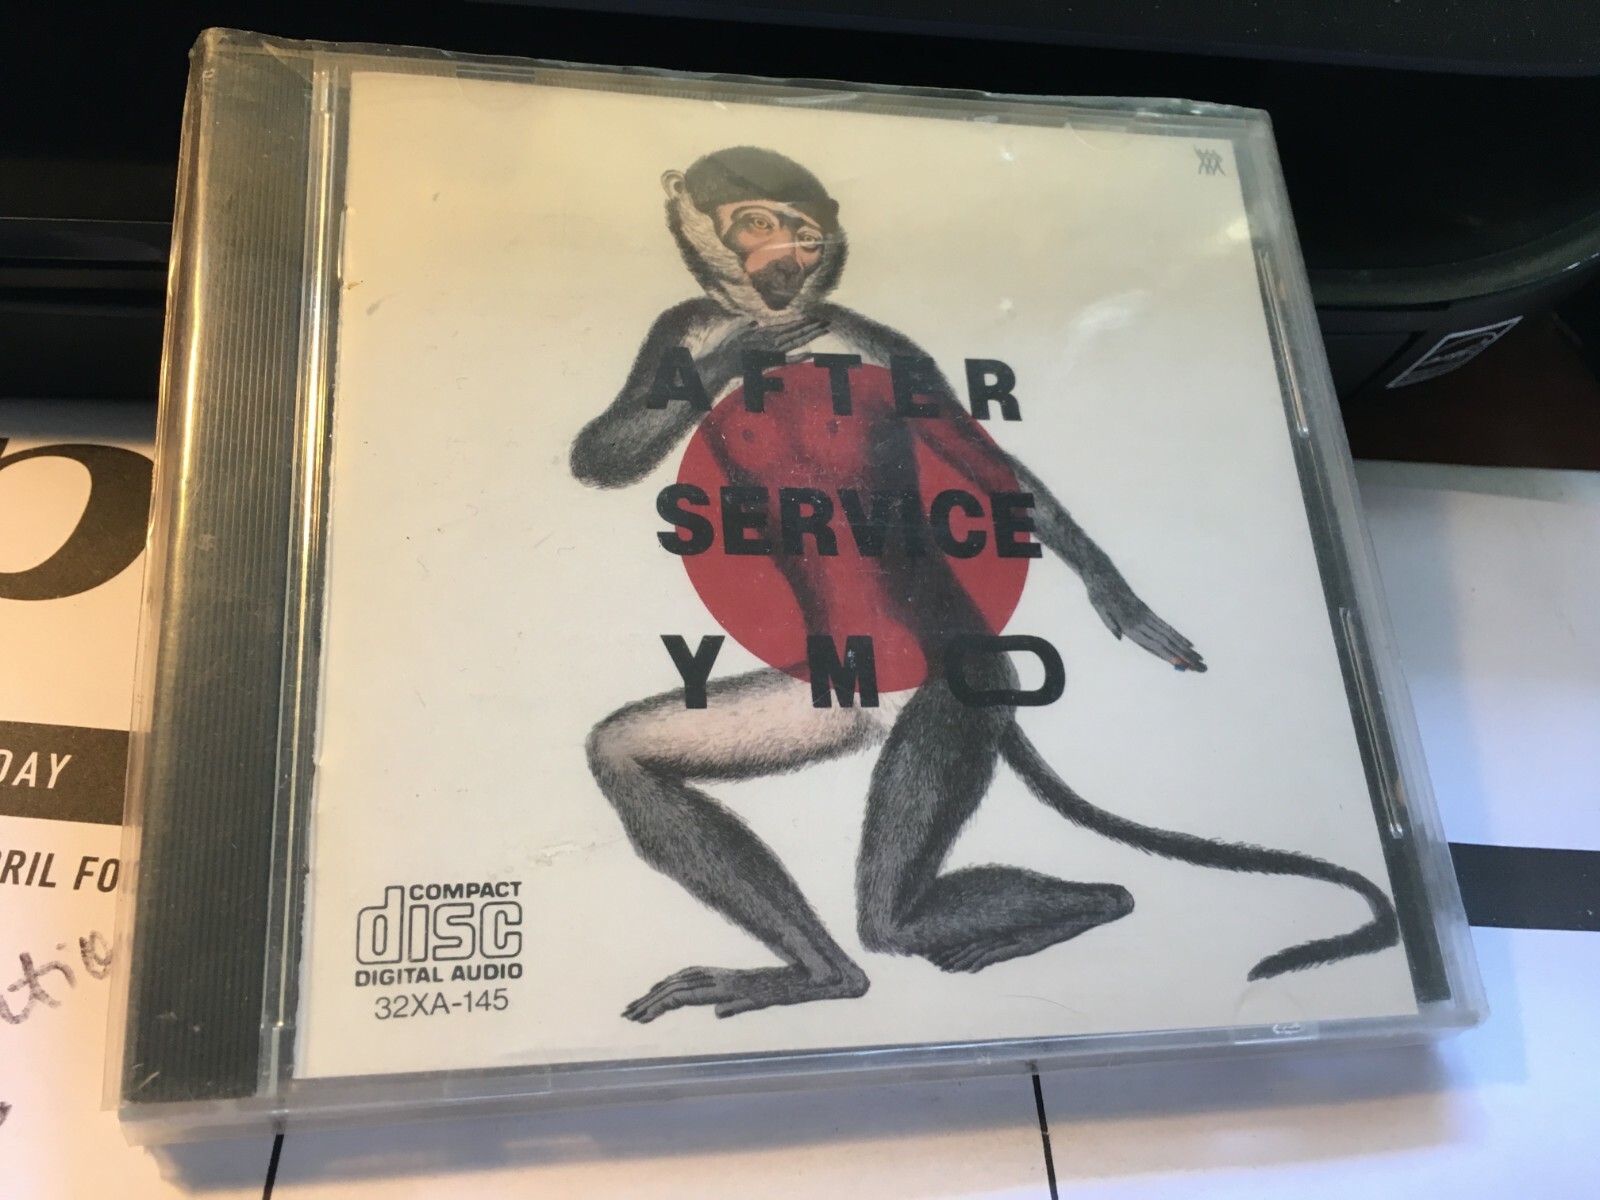 AFTER
SERVICE
YMO
COMPACT
disc
DIGITAL AUDIO
32XA-145
DAY
RIL FO